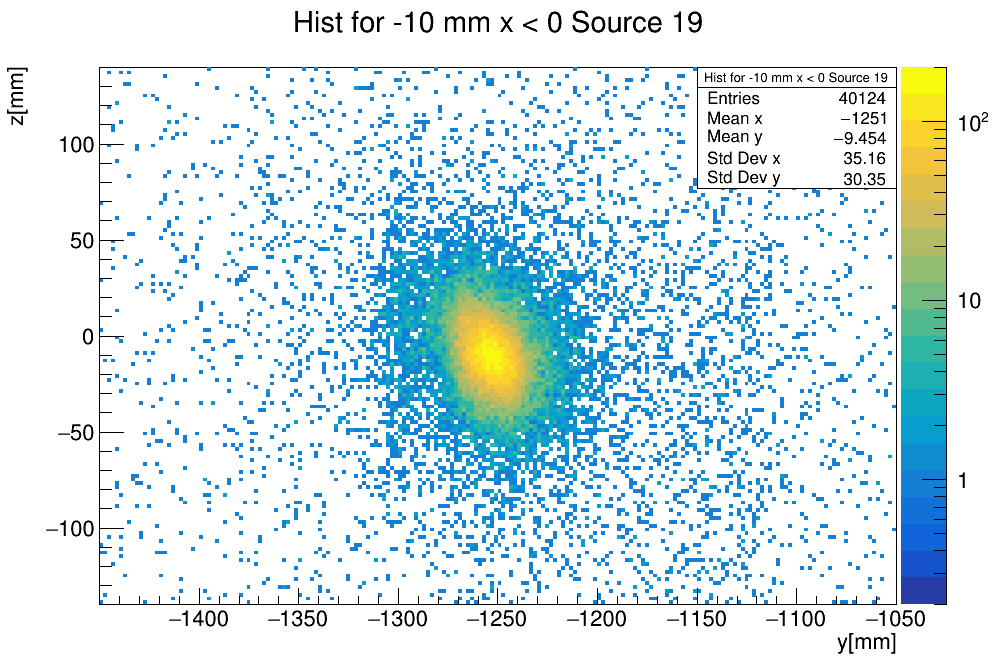 Hist for -10 mm x < 0 Source 19
z[mm]
Hist for -10 mm x < 0 Source 19
Entries 40124
Mean x −1251
Mean y −9.454
Std Dev x 35.16
Std Dev y 30.35
100
50
0
−50
−100
10²
10
1
−1400 −1350 −1300 −1250 −1200 −1150 −1100 −1050
y[mm]